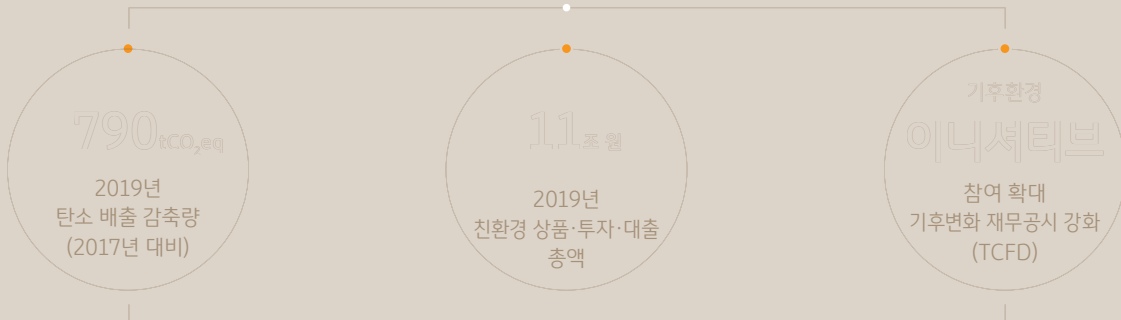 790tCO₂eq
2019년
탄소 배출 감축량
(2017년 대비)
11조 원
2019년
친환경 상품·투자·대출
총액
기후환경
이니셔티브
참여 확대
기후변화 재무공시 강화
(TCFD)